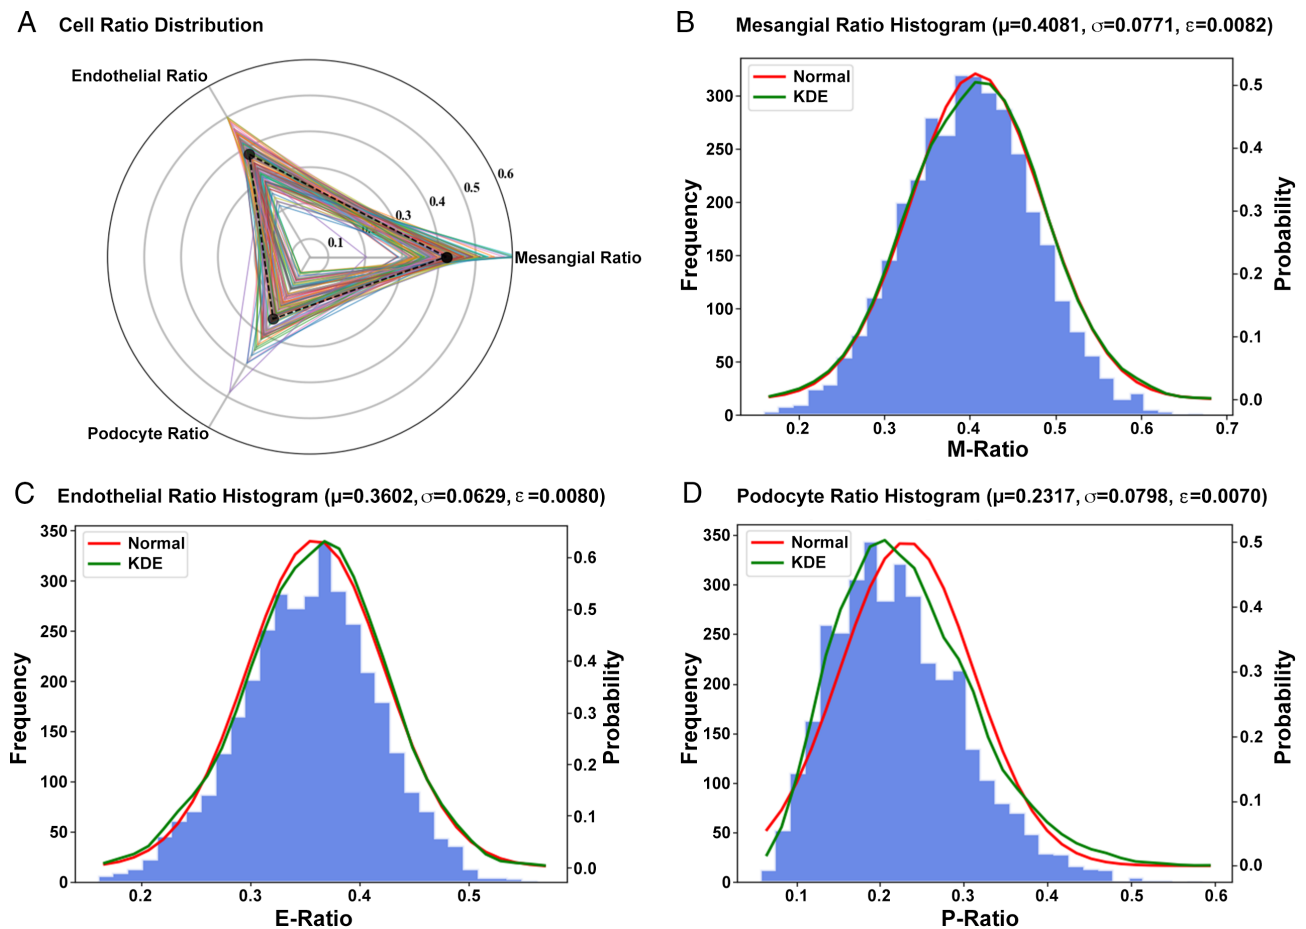 A Cell Ratio Distribution
Endothelial Ratio
0.6
0.5
0.4
0.3
0.1
Mesangial Ratio
Podocyte Ratio
B Mesangial Ratio Histogram (μ=0.4081, σ=0.0771, ε=0.0082)
Normal
KDE
300
250
200
150
100
50
0
Frequency
0.5
0.4
0.3
0.2
0.1
0.0
Probability
0.2 0.3 0.4 0.5 0.6 0.7
M-Ratio
C Endothelial Ratio Histogram (μ=0.3602, σ=0.0629, ε=0.0080)
Normal
KDE
350
300
250
200
150
100
50
0
Frequency
0.6
0.5
0.4
0.3
0.2
0.1
0.0
Probability
0.2 0.3 0.4 0.5
E-Ratio
D Podocyte Ratio Histogram (μ=0.2317, σ=0.0798, ε=0.0070)
Normal
KDE
350
300
250
200
150
100
50
0
Frequency
0.5
0.4
0.3
0.2
0.1
0.0
Probability
0.1 0.2 0.3 0.4 0.5 0.6
P-Ratio